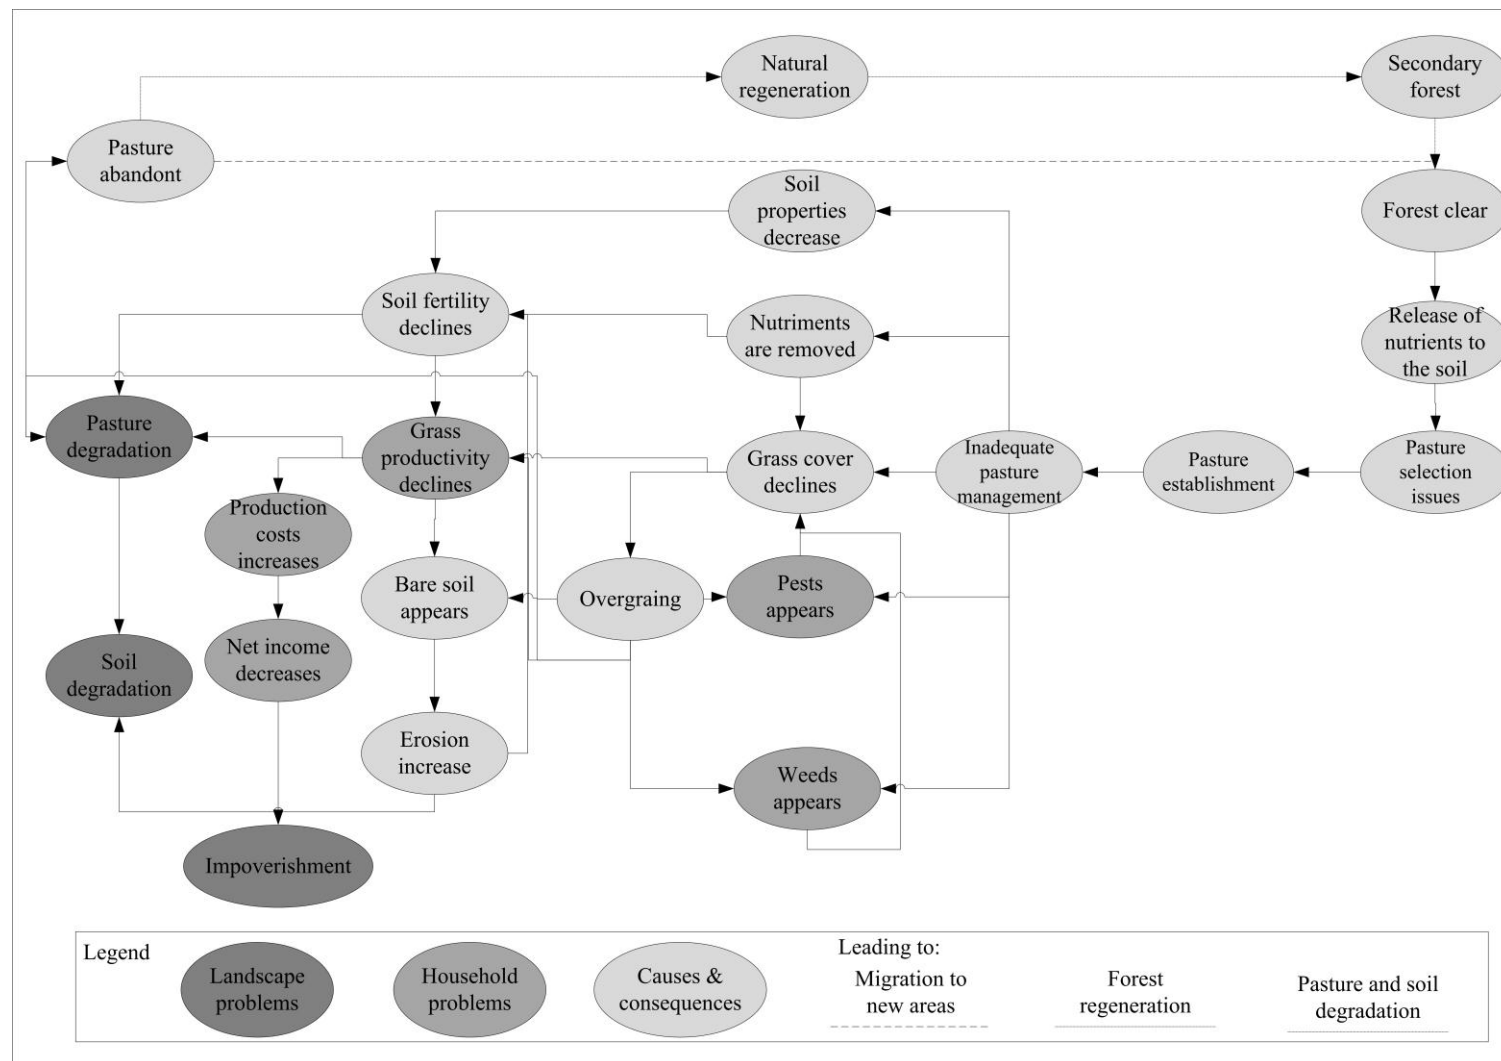 Natural
regeneration
Secondary
forest
Pasture
abandont
Soil
properties
decrease
Forest clear
Soil fertility
declines
Nutriments
are removed
Release of
nutrients to
the soil
Pasture
degradation
Grass
productivity
declines
Grass cover
declines
Inadequate
pasture
management
Pasture
establishment
Pasture
selection
issues
Production
costs
increases
Bare soil
appears
Overgraing
Pests
appears
Net income
decreases
Soil
degradation
Erosion
increase
Weeds
appears
Impoverishment
Legend
Landscape
problems
Household
problems
Causes &
consequences
Leading to:
Migration to
new areas
Forest
regeneration
Pasture and soil
degradation